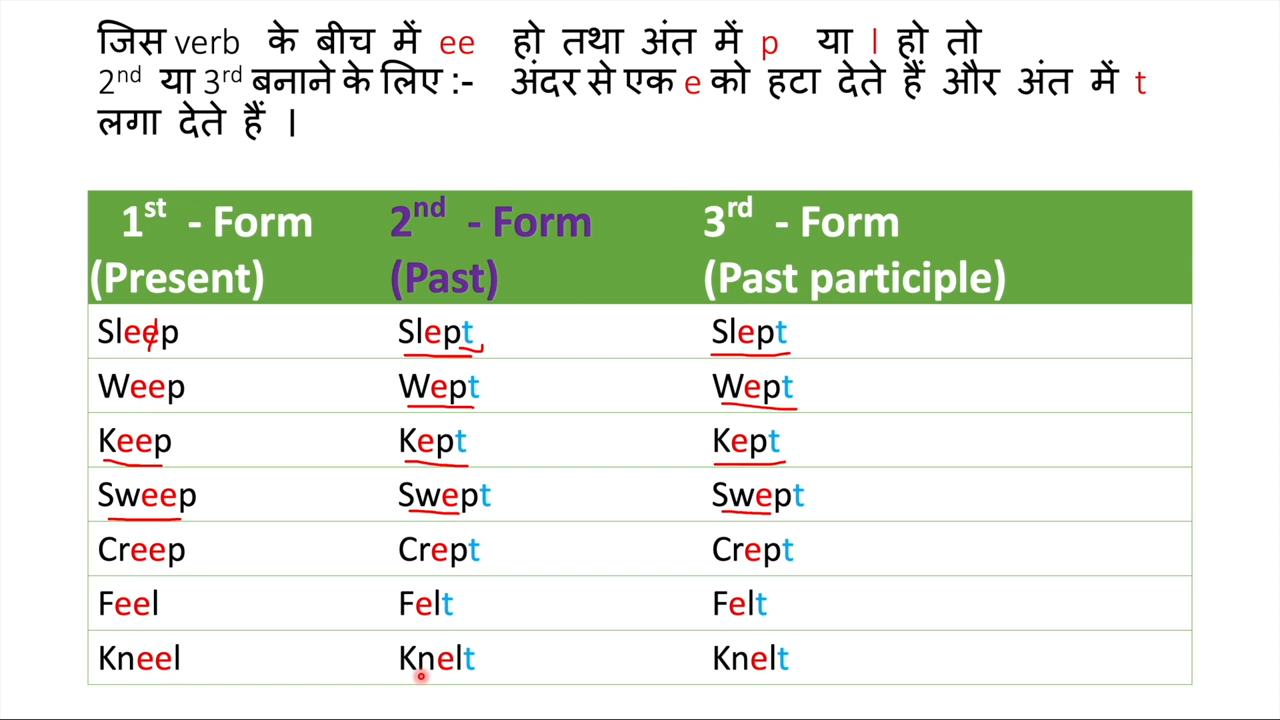 जिस verb के बीच में ee हो तथा अंत में p या l हो तो
2nd या 3rd बनाने के लिए :- अंदर से एक e को हटा देते हैं और अंत में t
लगा देते हैं ।
1st - Form 2nd - Form 3rd - Form
(Present) (Past) (Past participle)
Sleep Slept Slept
Weep Wept Wept
Keep Kept Kept
Sweep Swept Swept
Creep Crept Crept
Feel Felt Felt
Kneel Knelt Knelt